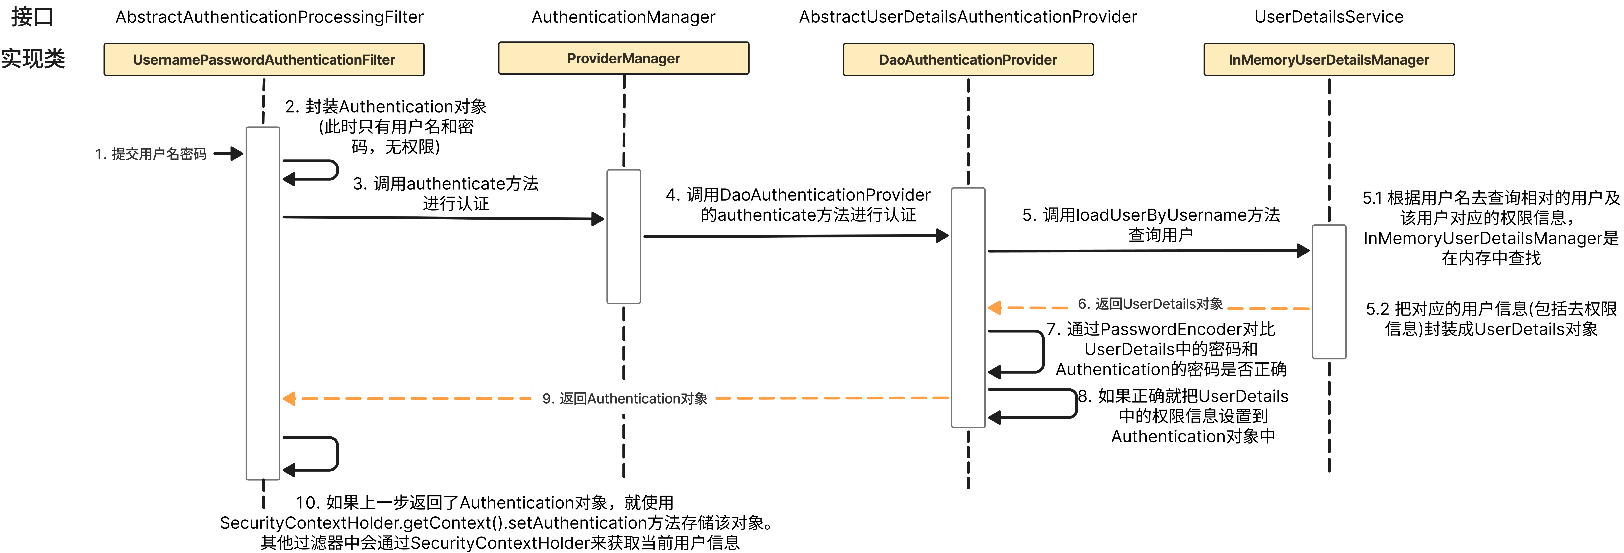 接口
AbstractAuthenticationProcessingFilter
AuthenticationManager
AbstractUserDetailsAuthenticationProvider
UserDetailsService
实现类
UsernamePasswordAuthenticationFilter
ProviderManager
DaoAuthenticationProvider
InMemoryUserDetailsManager
1. 提交用户名密码
2. 封装Authentication对象
(此时只有用户名和密
码，无权限)
3. 调用authenticate方法
进行认证
4. 调用DaoAuthenticationProvider
的authenticate方法进行认证
5. 调用loadUserByUsername方法
查询用户
5.1 根据用户名去查询相对的用户及
该用户对应的权限信息，
InMemoryUserDetailsManager是
在内存中查找
5.2 把对应的用户信息(包括去权限
信息)封装成UserDetails对象
6. 返回UserDetails对象
7. 通过PasswordEncoder对比
UserDetails中的密码和
Authentication的密码是否正确
8. 如果正确就把UserDetails
中的权限信息设置到
Authentication对象中
9. 返回Authentication对象
10. 如果上一步返回了Authentication对象，就使用
SecurityContextHolder.getContext().setAuthentication方法存储该对象。
其他过滤器中会通过SecurityContextHolder来获取当前用户信息